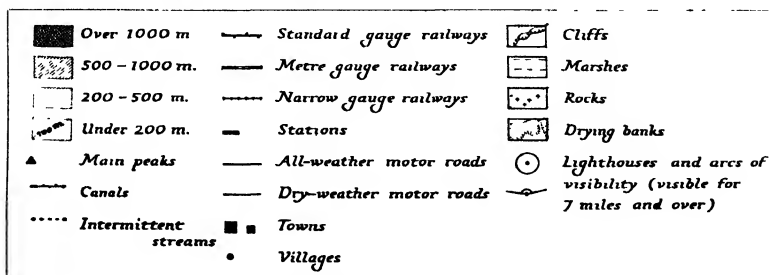 Over 1000 m
500 – 1000 m.
200 – 500 m.
Under 200 m.
Main peaks
Canals
Intermittent
streams
Standard gauge railways
Metre gauge railways
Narrow gauge railways
Stations
All-weather motor roads
Dry-weather motor roads
Towns
Villages
Cliffs
Marshes
Rocks
Drying banks
Lighthouses and arcs of
visibility (visible for
7 miles and over)